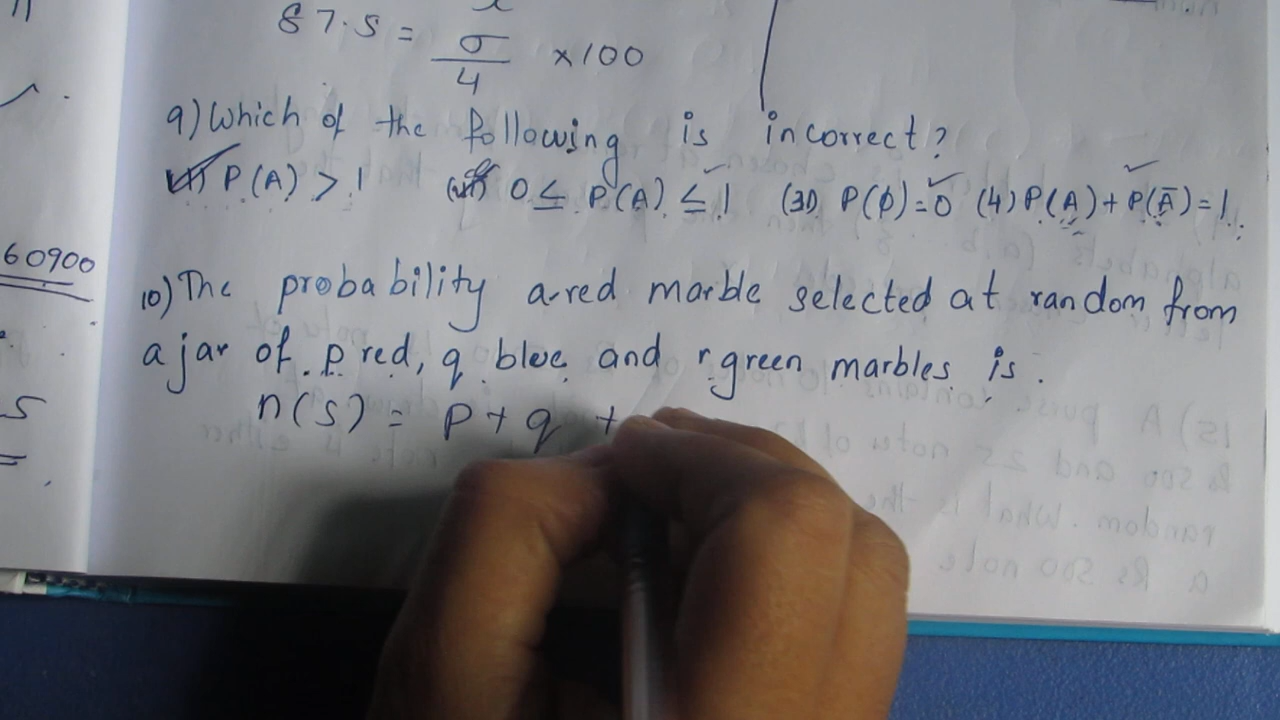 87.5 = σ/4 ×100
9) Which of the following is incorrect?
(1) P(A) > 1 (2) 0 ≤ P(A) ≤ 1 (3) P(ϕ)=0 (4) P(A)+P(Ā)=1
60900
10) The probability a red marble selected at random from
a jar of p red, q blue and r green marbles is.
n(s) = p + q +
5